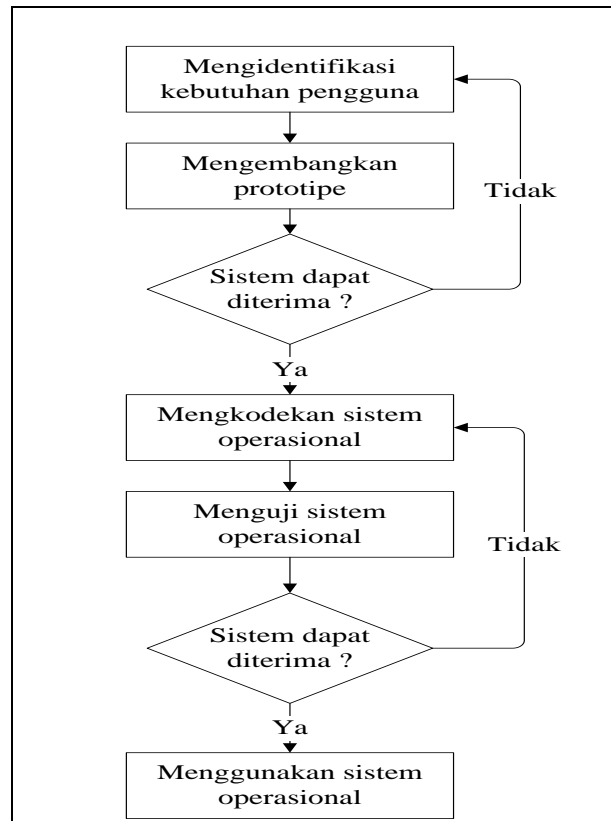 Mengidentifikasi
kebutuhan pengguna
Mengembangkan
prototipe
Tidak
Sistem dapat
diterima ?
Ya
Mengkodekan sistem
operasional
Menguji sistem
operasional
Tidak
Sistem dapat
diterima ?
Ya
Menggunakan sistem
operasional